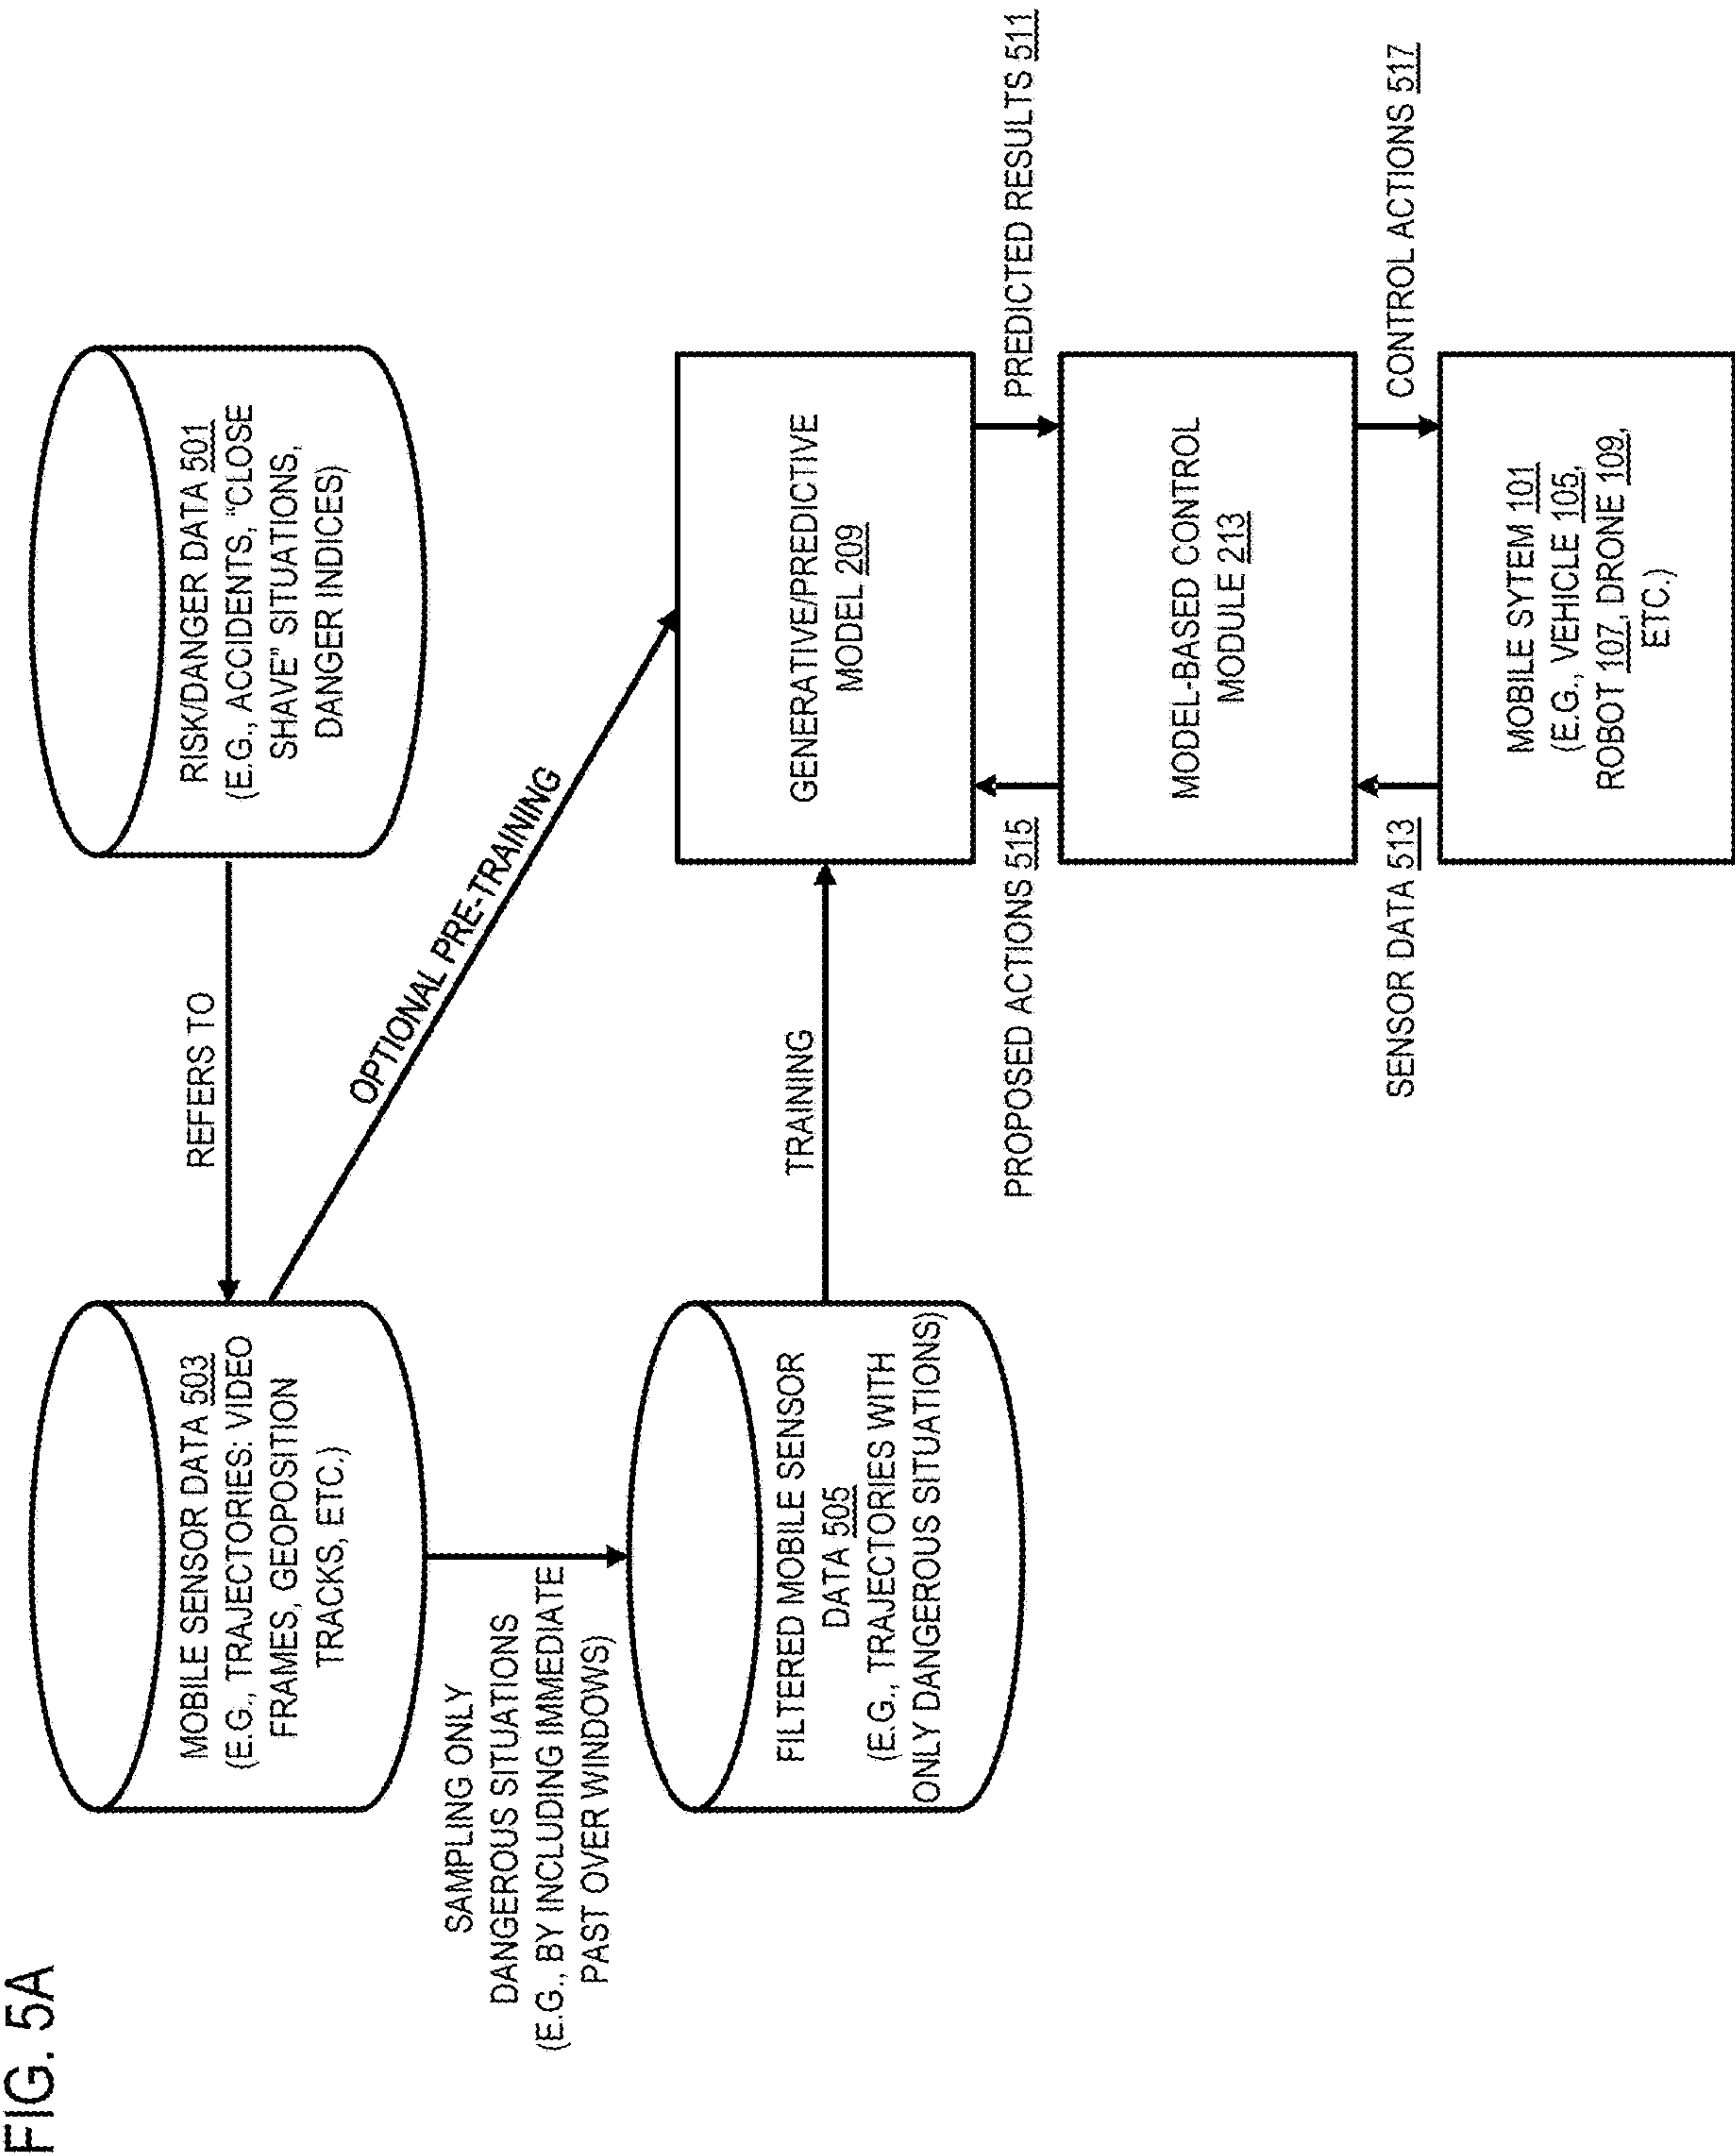 FIG. 5A
MOBILE SENSOR DATA 503
(E.G., TRAJECTORIES: VIDEO
FRAMES, GEOPOSITION
TRACKS, ETC.)
REFERS TO
RISK/DANGER DATA 501
(E.G., ACCIDENTS, “CLOSE
SHAVE” SITUATIONS,
DANGER INDICES)
OPTIONAL PRE-TRAINING
SAMPLING ONLY
DANGEROUS SITUATIONS
(E.G., BY INCLUDING IMMEDIATE
PAST OVER WINDOWS)
FILTERED MOBILE SENSOR
DATA 505
(E.G., TRAJECTORIES WITH
ONLY DANGEROUS SITUATIONS)
TRAINING
GENERATIVE/PREDICTIVE
MODEL 209
PROPOSED ACTIONS 515
PREDICTED RESULTS 511
MODEL-BASED CONTROL
MODULE 213
SENSOR DATA 513
CONTROL ACTIONS 517
MOBILE SYTEM 101
(E.G., VEHICLE 105,
ROBOT 107, DRONE 109,
ETC.)